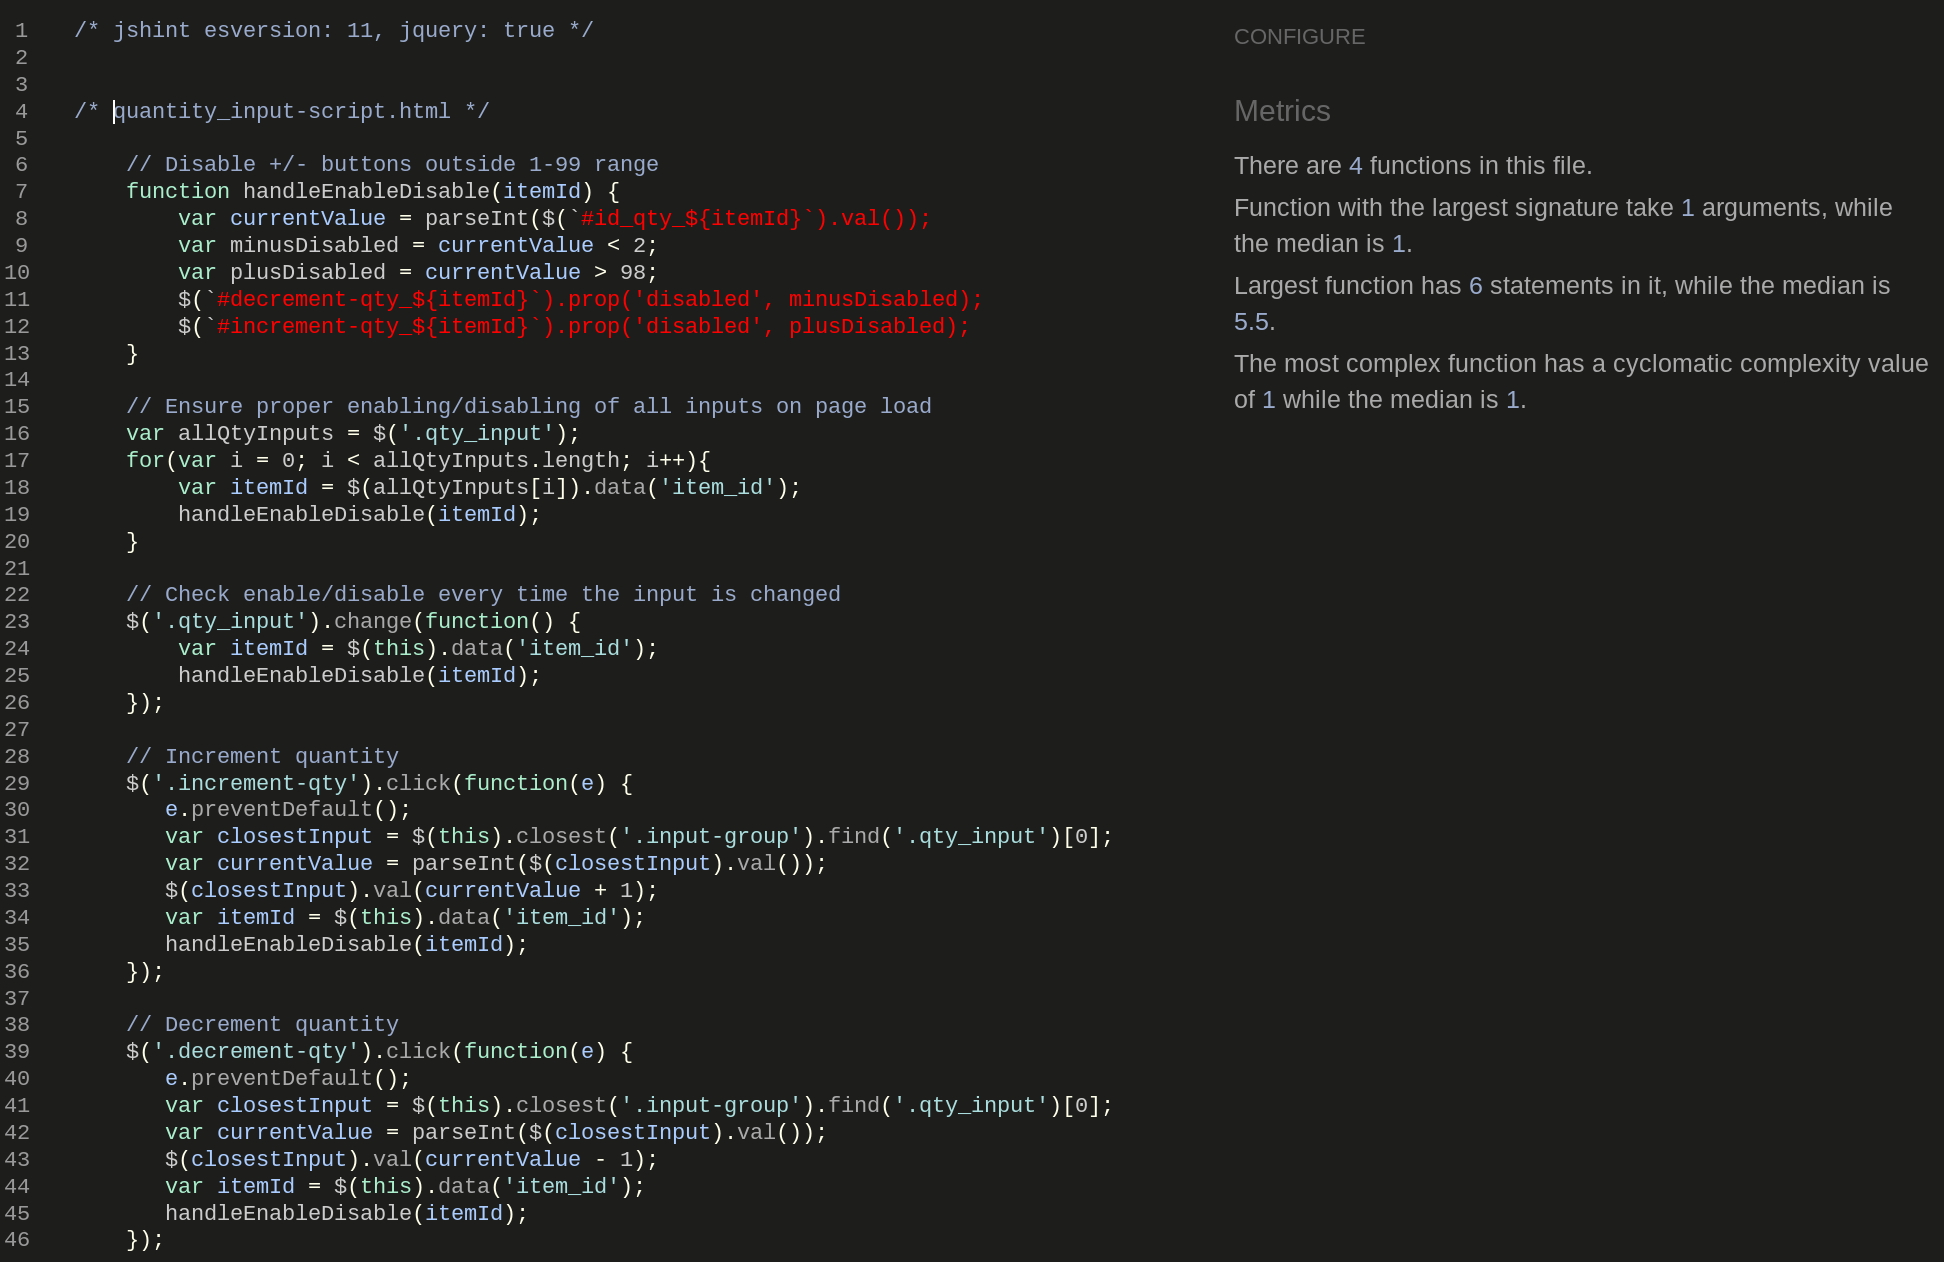 1 /* jshint esversion: 11, jquery: true */
2
3
4 /* quantity_input-script.html */
5
6     // Disable +/- buttons outside 1-99 range
7     function handleEnableDisable(itemId) {
8         var currentValue = parseInt($(`#id_qty_${itemId}`).val());
9         var minusDisabled = currentValue < 2;
10         var plusDisabled = currentValue > 98;
11         $(`#decrement-qty_${itemId}`).prop('disabled', minusDisabled);
12         $(`#increment-qty_${itemId}`).prop('disabled', plusDisabled);
13     }
14
15     // Ensure proper enabling/disabling of all inputs on page load
16     var allQtyInputs = $('.qty_input');
17     for(var i = 0; i < allQtyInputs.length; i++){
18         var itemId = $(allQtyInputs[i]).data('item_id');
19         handleEnableDisable(itemId);
20     }
21
22     // Check enable/disable every time the input is changed
23     $('.qty_input').change(function() {
24         var itemId = $(this).data('item_id');
25         handleEnableDisable(itemId);
26     });
27
28     // Increment quantity
29     $('.increment-qty').click(function(e) {
30        e.preventDefault();
31        var closestInput = $(this).closest('.input-group').find('.qty_input')[0];
32        var currentValue = parseInt($(closestInput).val());
33        $(closestInput).val(currentValue + 1);
34        var itemId = $(this).data('item_id');
35        handleEnableDisable(itemId);
36     });
37
38     // Decrement quantity
39     $('.decrement-qty').click(function(e) {
40        e.preventDefault();
41        var closestInput = $(this).closest('.input-group').find('.qty_input')[0];
42        var currentValue = parseInt($(closestInput).val());
43        $(closestInput).val(currentValue - 1);
44        var itemId = $(this).data('item_id');
45        handleEnableDisable(itemId);
46     });
CONFIGURE
Metrics
There are 4 functions in this file.
Function with the largest signature take 1 arguments, while
the median is 1.
Largest function has 6 statements in it, while the median is
5.5.
The most complex function has a cyclomatic complexity value
of 1 while the median is 1.